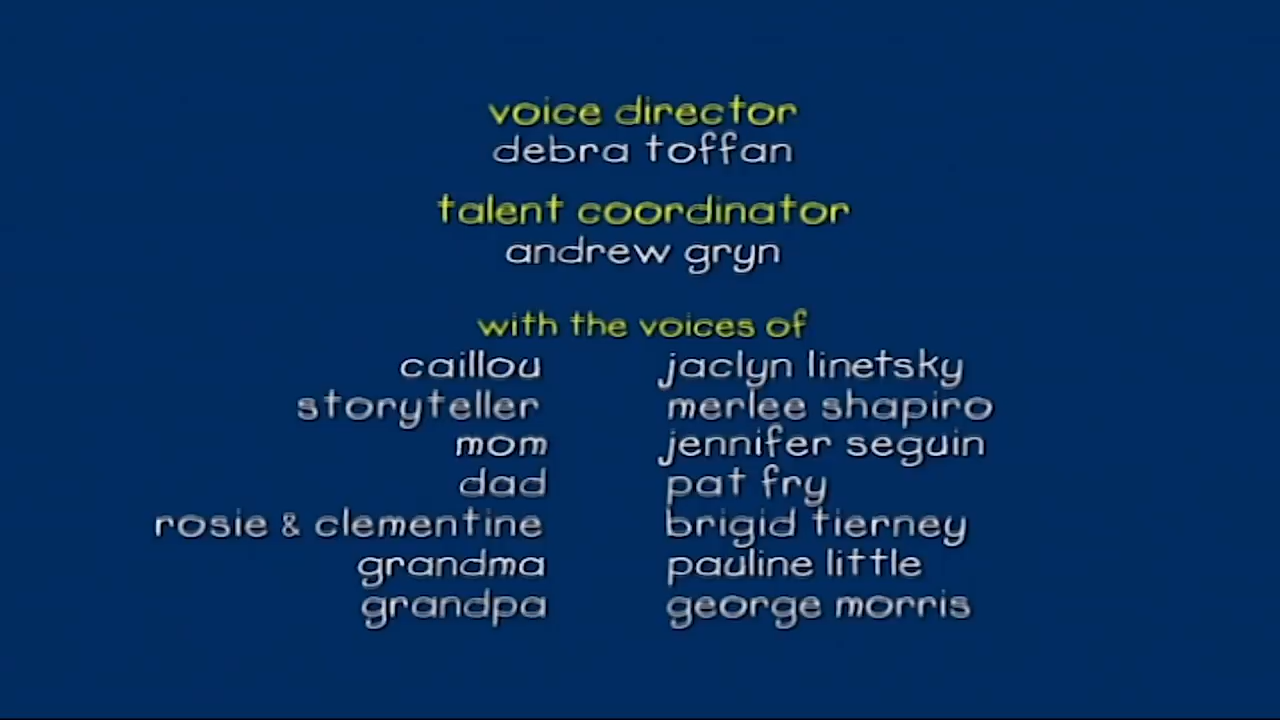 voice director
debra toffan
talent coordinator
andrew gryn
with the voices of
caillou jaclyn linetsky
storyteller merlee shapiro
mom jennifer seguin
dad pat fry
rosie & clementine brigid tierney
grandma pauline little
grandpa george morris